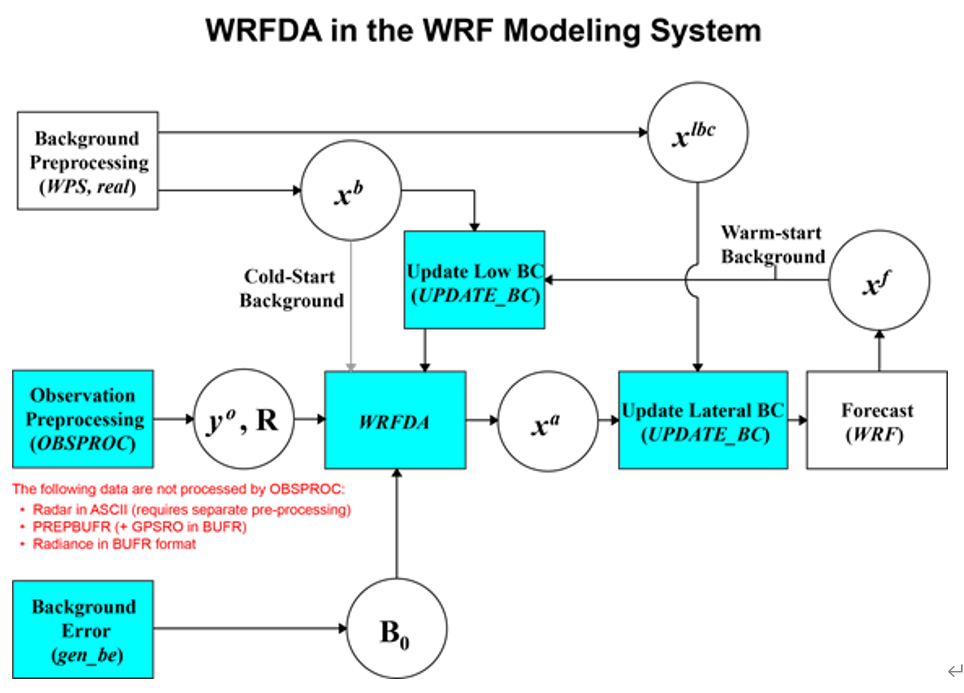 WRFDA in the WRF Modeling System
Background
Preprocessing
(WPS, real)
x^b
x^lbc
Cold-Start
Background
Update Low BC
(UPDATE_BC)
Warm-start
Background
x^f
Observation
Preprocessing
(OBSPROC)
y^o, R
WRFDA
x^a
Update Lateral BC
(UPDATE_BC)
Forecast
(WRF)
The following data are not processed by OBSPROC:
• Radar in ASCII (requires separate pre-processing)
• PREPBUFR (+ GPSRO in BUFR)
• Radiance in BUFR format
Background
Error
(gen_be)
B₀